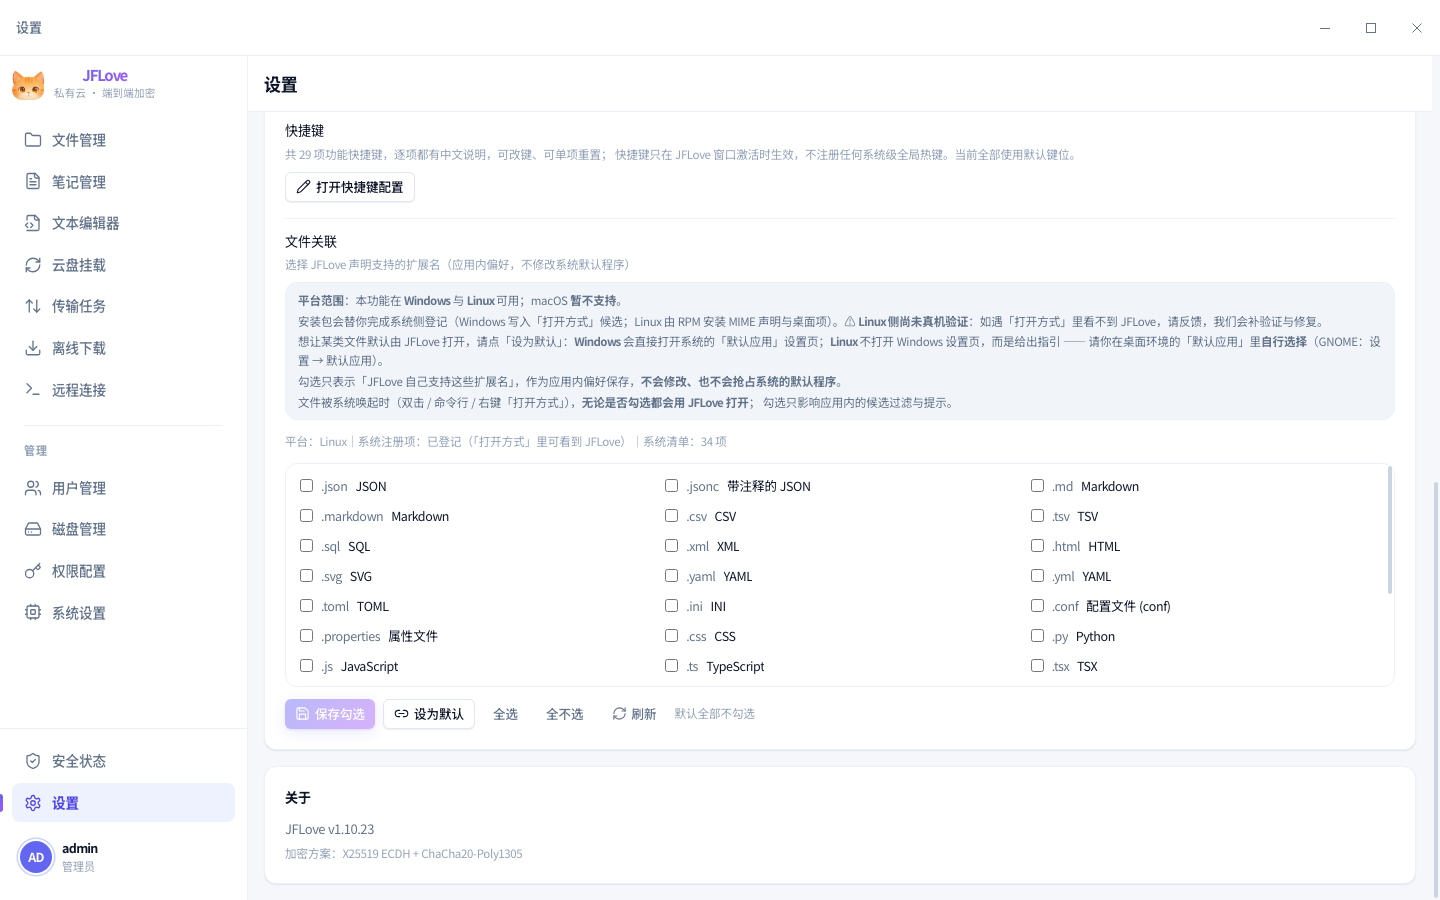 设置
JFLove
私有云 · 端到端加密
文件管理
笔记管理
文本编辑器
云盘挂载
传输任务
离线下载
远程连接
管理
用户管理
磁盘管理
权限配置
系统设置
安全状态
设置
AD
admin
管理员
设置
快捷键
共 29 项功能快捷键，逐项都有中文说明，可改键、可单项重置； 快捷键只在 JFLove 窗口激活时生效，不注册任何系统级全局热键。当前全部使用默认键位。
打开快捷键配置
文件关联
选择 JFLove 声明支持的扩展名（应用内偏好，不修改系统默认程序）
平台范围：本功能在 Windows 与 Linux 可用；macOS 暂不支持。
安装包会替你完成系统侧登记（Windows 写入「打开方式」候选；Linux 由 RPM 安装 MIME 声明与桌面项）。⚠ Linux 侧尚未真机验证：如遇「打开方式」里看不到 JFLove，请反馈，我们会补验证与修复。
想让某类文件默认由 JFLove 打开，请点「设为默认」：Windows 会直接打开系统的「默认应用」设置页；Linux 不打开 Windows 设置页，而是给出指引 —— 请你在桌面环境的「默认应用」里自行选择（GNOME：设
置 → 默认应用）。
勾选只表示「JFLove 自己支持这些扩展名」，作为应用内偏好保存，不会修改、也不会抢占系统的默认程序。
文件被系统唤起时（双击 / 命令行 / 右键「打开方式」），无论是否勾选都会用 JFLove 打开； 勾选只影响应用内的候选过滤与提示。
平台：Linux｜系统注册项：已登记（「打开方式」里可看到 JFLove）｜系统清单：34 项
.json JSON
.jsonc 带注释的 JSON
.md Markdown
.markdown Markdown
.csv CSV
.tsv TSV
.sql SQL
.xml XML
.html HTML
.svg SVG
.yaml YAML
.yml YAML
.toml TOML
.ini INI
.conf 配置文件 (conf)
.properties 属性文件
.css CSS
.py Python
.js JavaScript
.ts TypeScript
.tsx TSX
保存勾选
设为默认
全选
全不选
刷新
默认全部不勾选
关于
JFLove v1.10.23
加密方案：X25519 ECDH + ChaCha20-Poly1305